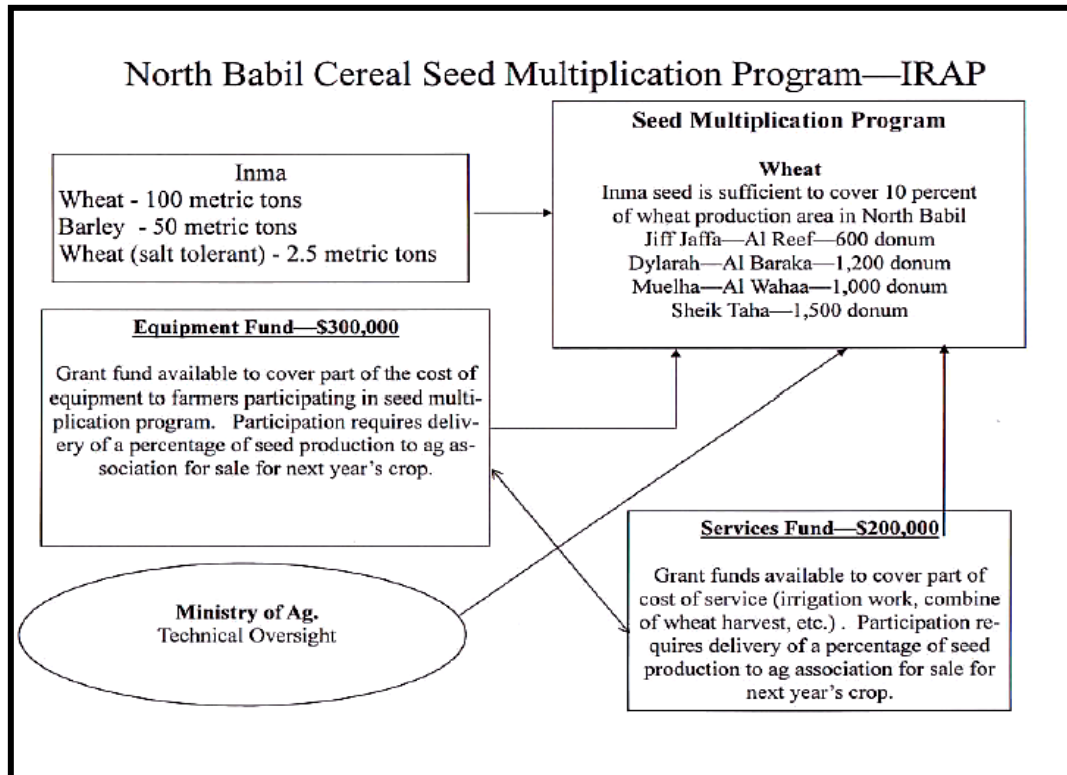 North Babil Cereal Seed Multiplication Program—IRAP
Inma
Wheat - 100 metric tons
Barley - 50 metric tons
Wheat (salt tolerant) - 2.5 metric tons
Seed Multiplication Program
Wheat
Inma seed is sufficient to cover 10 percent
of wheat production area in North Babil
Jiff Jaffa—Al Reef—600 donum
Dylarah—Al Baraka—1,200 donum
Muelha—Al Wahaa—1,000 donum
Sheik Taha—1,500 donum
Equipment Fund—$300,000
Grant fund available to cover part of the cost of
equipment to farmers participating in seed multi-
plication program. Participation requires deliv-
ery of a percentage of seed production to ag as-
sociation for sale for next year's crop.
Ministry of Ag.
Technical Oversight
Services Fund—$200,000
Grant funds available to cover part of
cost of service (irrigation work, combine
of wheat harvest, etc.) . Participation re-
quires delivery of a percentage of seed
production to ag association for sale for
next year's crop.